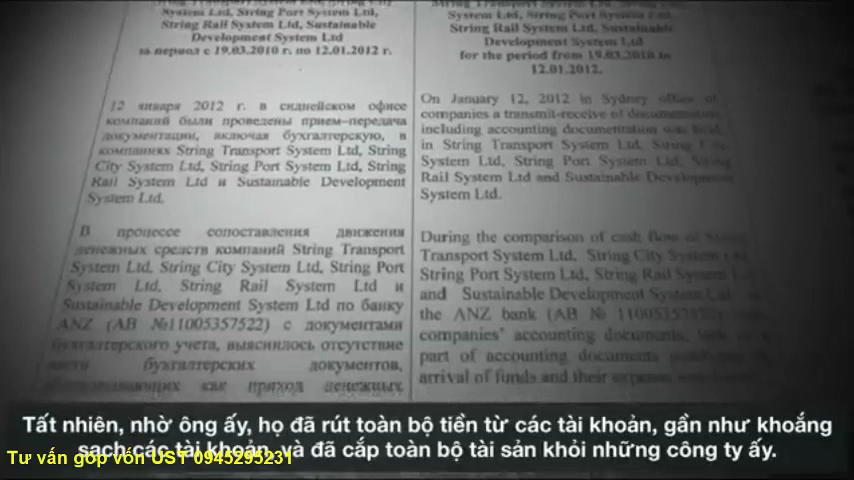 System Ltd, String Port System Ltd,
String Rail System Ltd, Sustainable
Development System Ltd
за период с 19.03.2010 г. по 12.01.2012 г.
12 января 2012 г. в сиднейском офисе
компаний были проведены прием-передача
документации, включая бухгалтерскую, в
компаниях String Transport System Ltd, String
City System Ltd, String Port System Ltd, String
Rail System Ltd и Sustainable Development
System Ltd.
В процессе сопоставления движения
денежных средств компаний String Transport
System Ltd, String City System Ltd, String Port
System Ltd, String Rail System Ltd и
Sustainable Development System Ltd по банку
ANZ (AB №11005357522) с документами
бухгалтерского учета, выяснилось отсутствие
части бухгалтерских документов,
как приход денежных
System Ltd, String Port System Ltd,
String Rail System Ltd, Sustainable
Development System Ltd
for the period from 19.03.2010 to
12.01.2012.
On January 12, 2012 in Sydney office of
companies a transmit-receive of documentation,
including accounting documentation was held
in String Transport System Ltd, String City
System Ltd, String Port System Ltd, String
Rail System Ltd and Sustainable Development
System Ltd.
During the comparison of cash flow of String
Transport System Ltd, String City System Ltd,
String Port System Ltd, String Rail System Ltd
and Sustainable Development System Ltd
the ANZ bank (AB № 11005357522)
companies' accounting documents,
part of accounting documents
arrival of funds and their
Tất nhiên, nhờ ông ấy, họ đã rút toàn bộ tiền từ các tài khoản, gần như khoắng
sạch các tài khoản, và đã cắp toàn bộ tài sản khỏi những công ty ấy.
Tư vấn góp vốn UST 0945295231